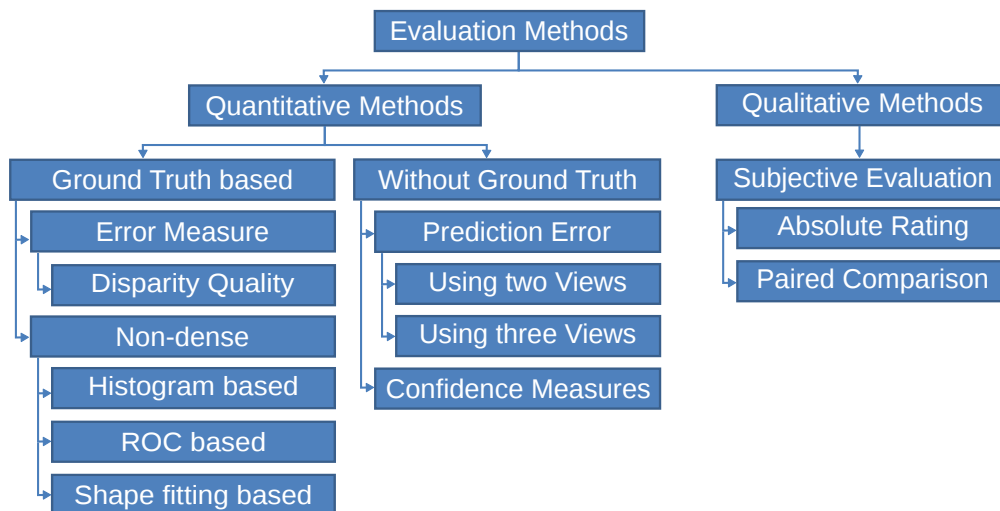 Evaluation Methods
Quantitative Methods
Qualitative Methods
Ground Truth based
Without Ground Truth
Subjective Evaluation
Error Measure
Prediction Error
Absolute Rating
Disparity Quality
Using two Views
Paired Comparison
Non-dense
Using three Views
Histogram based
Confidence Measures
ROC based
Shape fitting based